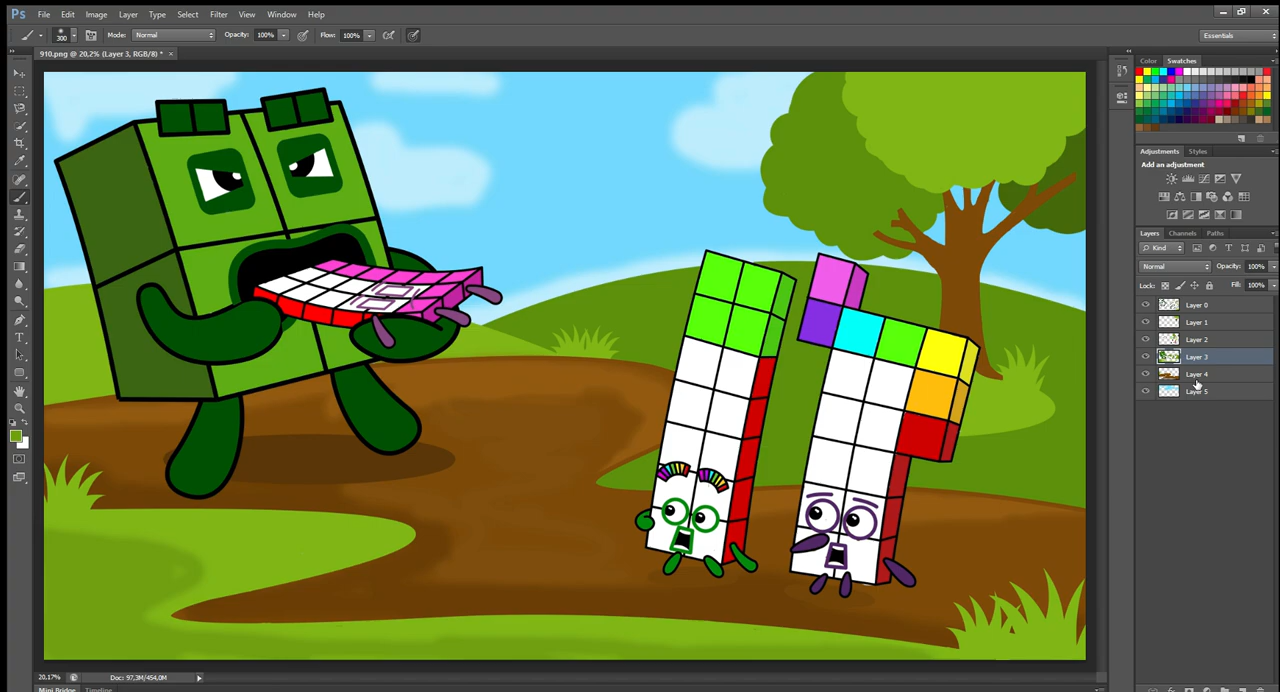 Ps File Edit Image Layer Type Select Filter View Window Help
300 Mode: Normal Opacity: 100% Flow: 100% Essentials
910.png @ 20,2% (Layer 3, RGB/8) * ×
Color Swatches
Adjustments Styles
Add an adjustment
Layers Channels Paths
Kind
Normal Opacity: 100%
Lock: Fill: 100%
Layer 0
Layer 1
Layer 2
Layer 3
Layer 4
Layer 5
20,17% Doc: 97,3M/454,0M
Mini Bridge Timeline